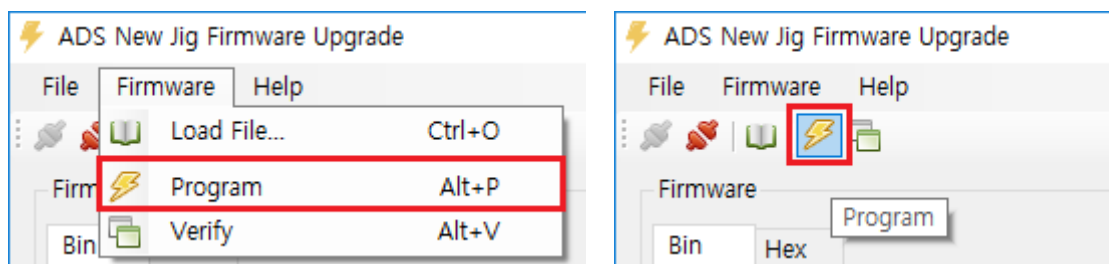 ADS New Jig Firmware Upgrade
File Firmware Help
Load File... Ctrl+O
Program Alt+P
Firm
Verify Alt+V
Bin
ADS New Jig Firmware Upgrade
File Firmware Help
Firmware
Program
Bin Hex